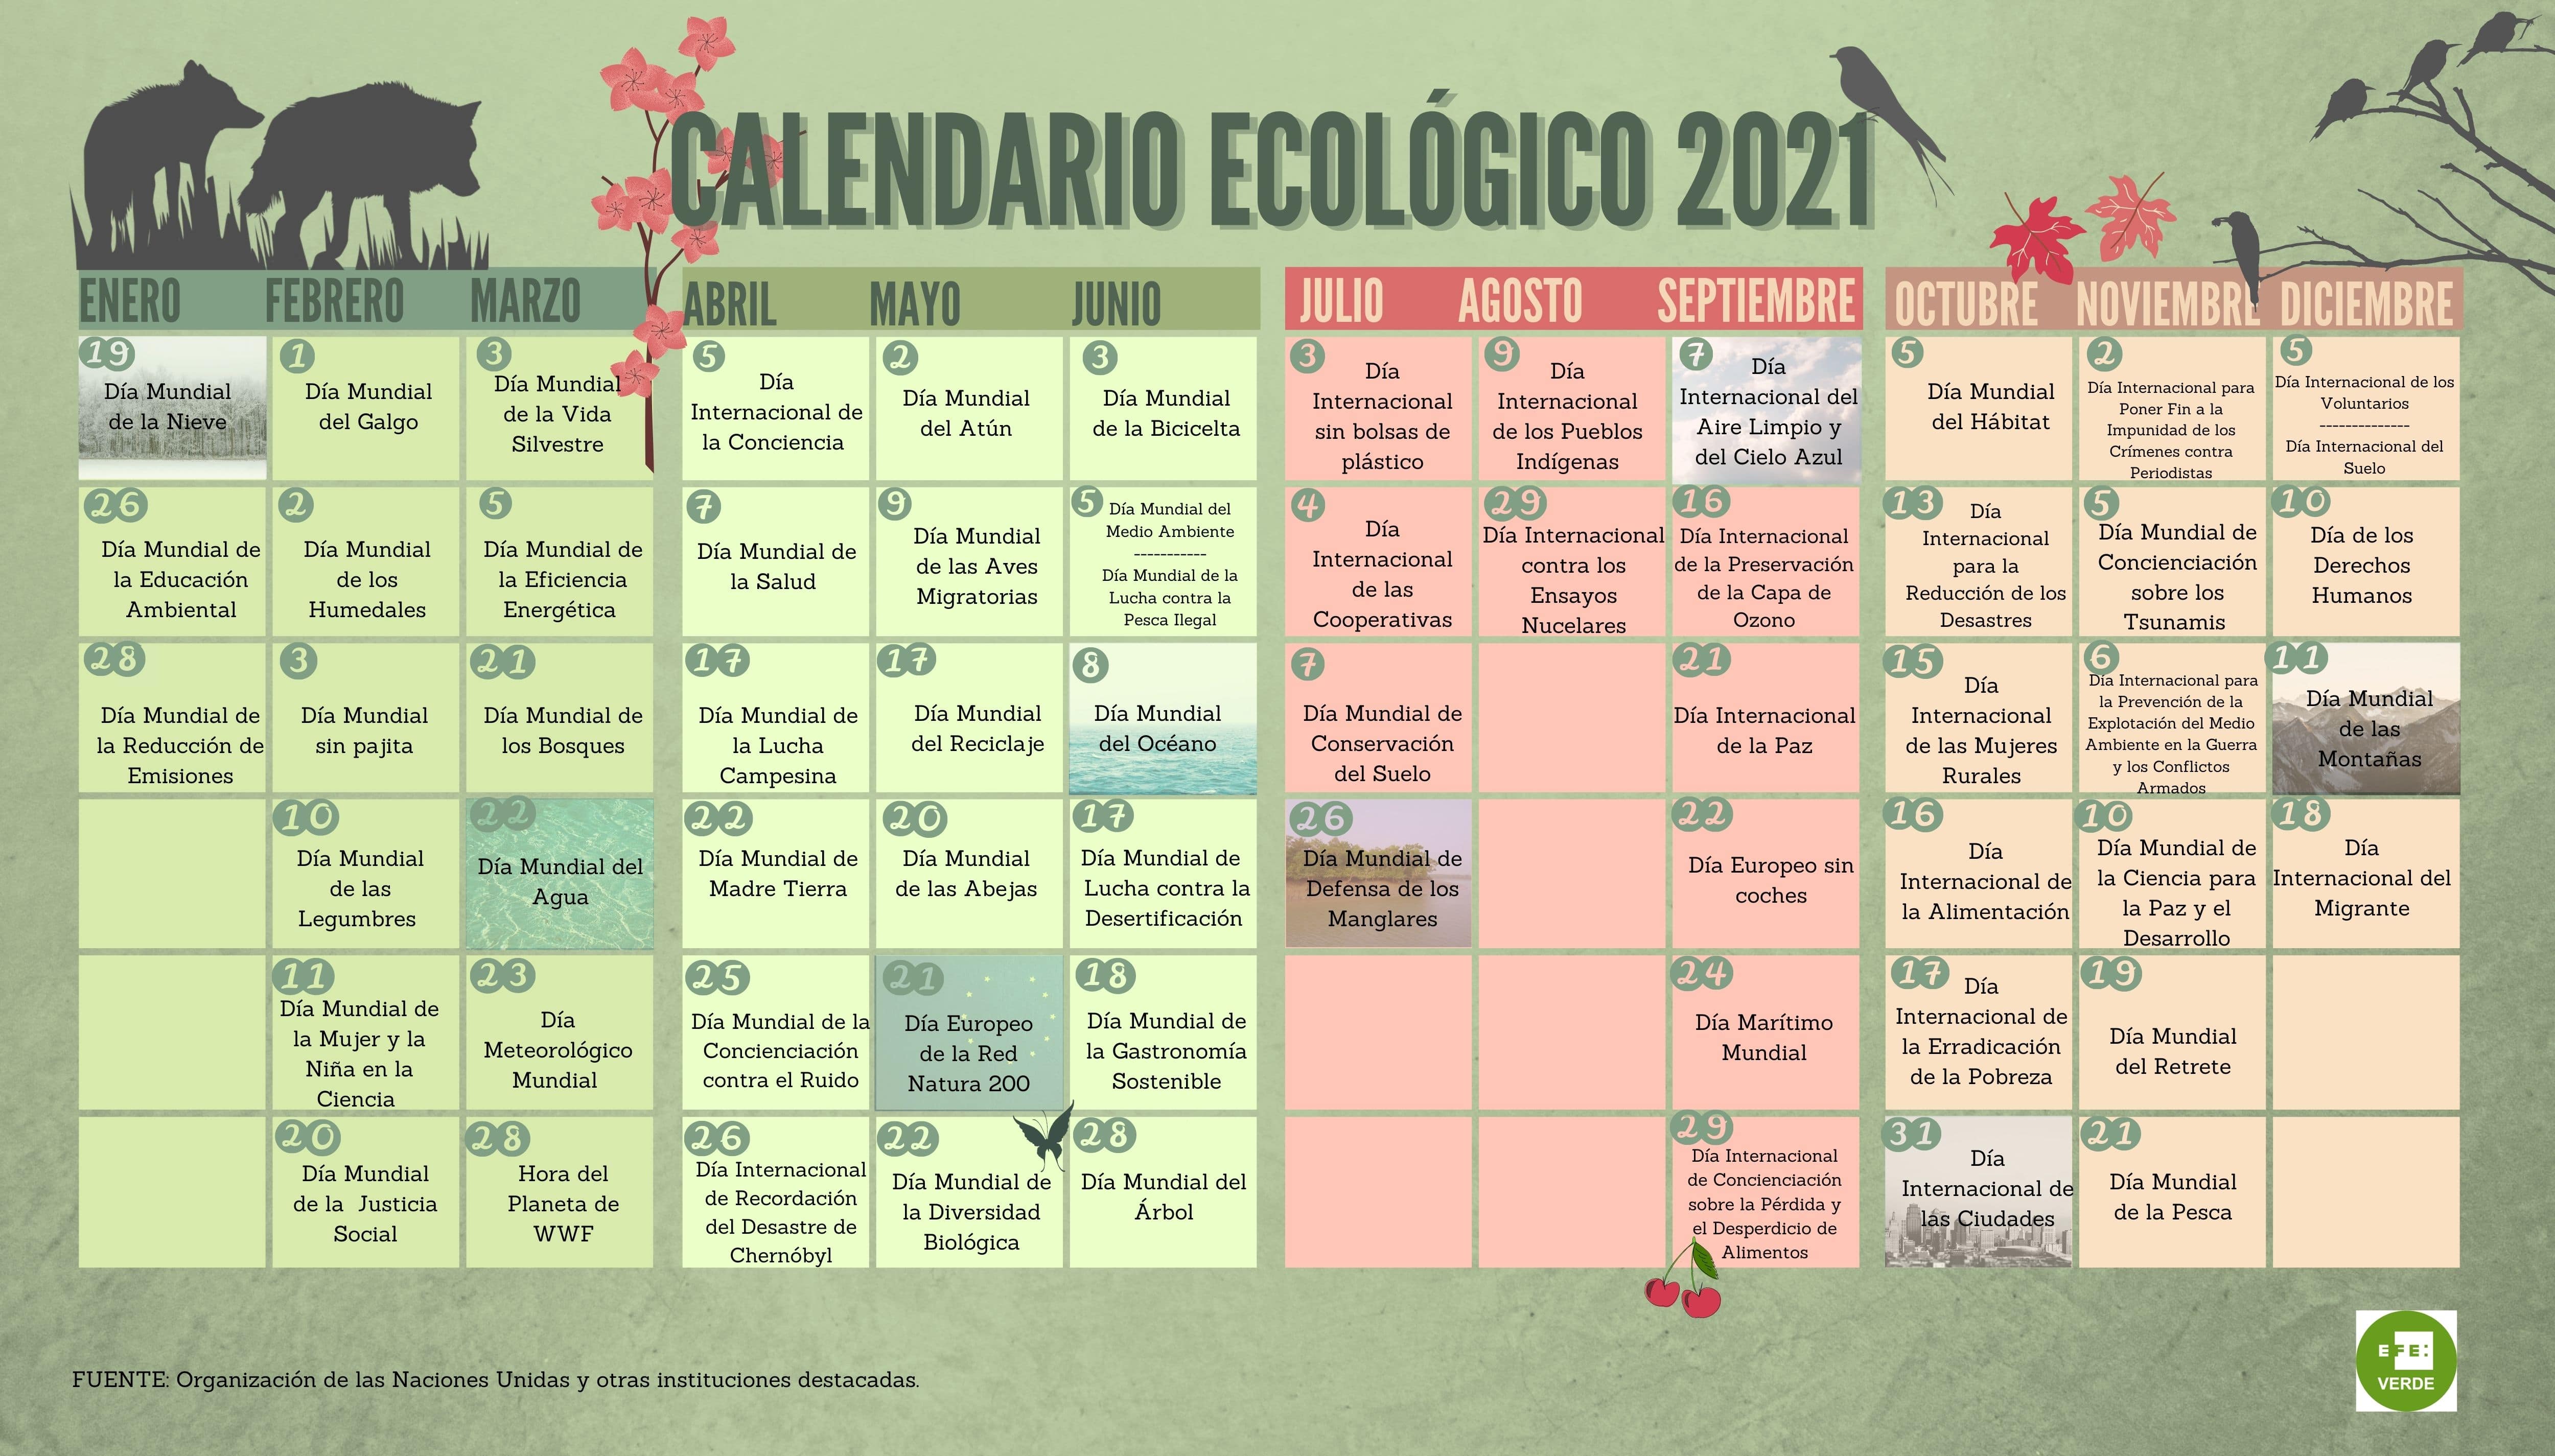 CALENDARIO ECOLÓGICO 2021
ENERO
FEBRERO
MARZO
ABRIL
MAYO
JUNIO
JULIO
AGOSTO
SEPTIEMBRE
OCTUBRE
NOVIEMBRE
DICIEMBRE
19
Día Mundial
de la Nieve
1
Día Mundial
del Galgo
3
Día Mundial
de la Vida
Silvestre
5
Día
Internacional de
la Conciencia
2
Día Mundial
del Atún
3
Día Mundial
de la Bicicelta
3
Día
Internacional
sin bolsas de
plástico
9
Día
Internacional
de los Pueblos
Indígenas
7
Día
Internacional del
Aire Limpio y
del Cielo Azul
5
Día Mundial
del Hábitat
2
Día Internacional para
Poner Fin a la
Impunidad de los
Crímenes contra
Periodistas
5
Día Internacional de los
Voluntarios
--------------
Día Internacional del
Suelo
26
Día Mundial de
la Educación
Ambiental
2
Día Mundial
de los
Humedales
5
Día Mundial de
la Eficiencia
Energética
7
Día Mundial de
la Salud
9
Día Mundial
de las Aves
Migratorias
5
Día Mundial del
Medio Ambiente
-----------
Día Mundial de la
Lucha contra la
Pesca Ilegal
4
Día
Internacional
de las
Cooperativas
29
Día Internacional
contra los
Ensayos
Nucelares
16
Día Internacional
de la Preservación
de la Capa de
Ozono
13
Día
Internacional
para la
Reducción de los
Desastres
5
Día Mundial de
Concienciación
sobre los
Tsunamis
10
Día de los
Derechos
Humanos
28
Día Mundial de
la Reducción de
Emisiones
3
Día Mundial
sin pajita
21
Día Mundial de
los Bosques
17
Día Mundial de
la Lucha
Campesina
17
Día Mundial
del Reciclaje
8
Día Mundial
del Océano
7
Día Mundial de
Conservación
del Suelo
21
Día Internacional
de la Paz
15
Día
Internacional
de las Mujeres
Rurales
6
Día Internacional para
la Prevención de la
Explotación del Medio
Ambiente en la Guerra
y los Conflictos
Armados
11
Día Mundial
de las
Montañas
10
Día Mundial
de las
Legumbres
22
Día Mundial del
Agua
22
Día Mundial de
Madre Tierra
20
Día Mundial
de las Abejas
17
Día Mundial de
Lucha contra la
Desertificación
26
Día Mundial de
Defensa de los
Manglares
22
Día Europeo sin
coches
16
Día
Internacional de
la Alimentación
10
Día Mundial de
la Ciencia para
la Paz y el
Desarrollo
18
Día
Internacional del
Migrante
11
Día Mundial de
la Mujer y la
Niña en la
Ciencia
23
Día
Meteorológico
Mundial
25
Día Mundial de la
Concienciación
contra el Ruido
21
Día Europeo
de la Red
Natura 200
18
Día Mundial de
la Gastronomía
Sostenible
24
Día Marítimo
Mundial
17
Día
Internacional de
la Erradicación
de la Pobreza
19
Día Mundial
del Retrete
20
Día Mundial
de la Justicia
Social
28
Hora del
Planeta de
WWF
26
Día Internacional
de Recordación
del Desastre de
Chernóbyl
22
Día Mundial de
la Diversidad
Biológica
28
Día Mundial del
Árbol
29
Día Internacional
de Concienciación
sobre la Pérdida y
el Desperdicio de
Alimentos
31
Día
Internacional de
las Ciudades
21
Día Mundial
de la Pesca
FUENTE: Organización de las Naciones Unidas y otras instituciones destacadas.
EFE:
VERDE